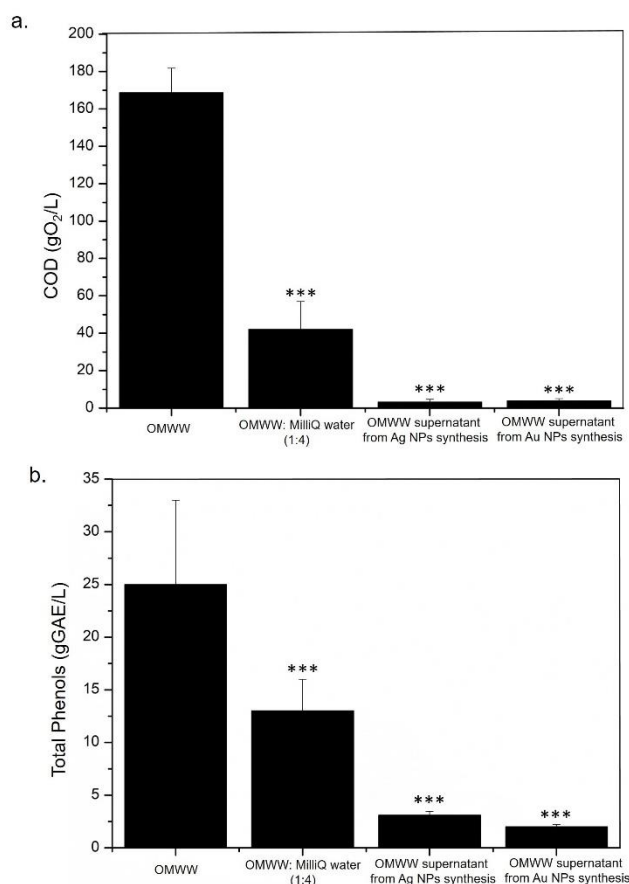 a.
200
180
160
140
120
100
80
60
40
20
0
COD (gO₂/L)
***
***
***
OMWW
OMWW: MilliQ water
(1:4)
OMWW supernatant
from Ag NPs synthesis
OMWW supernatant
from Au NPs synthesis
b.
35
30
25
20
15
10
5
0
Total Phenols (gGAE/L)
***
***
***
OMWW
OMWW: MilliQ water
(1:4)
OMWW supernatant
from Ag NPs synthesis
OMWW supernatant
from Au NPs synthesis